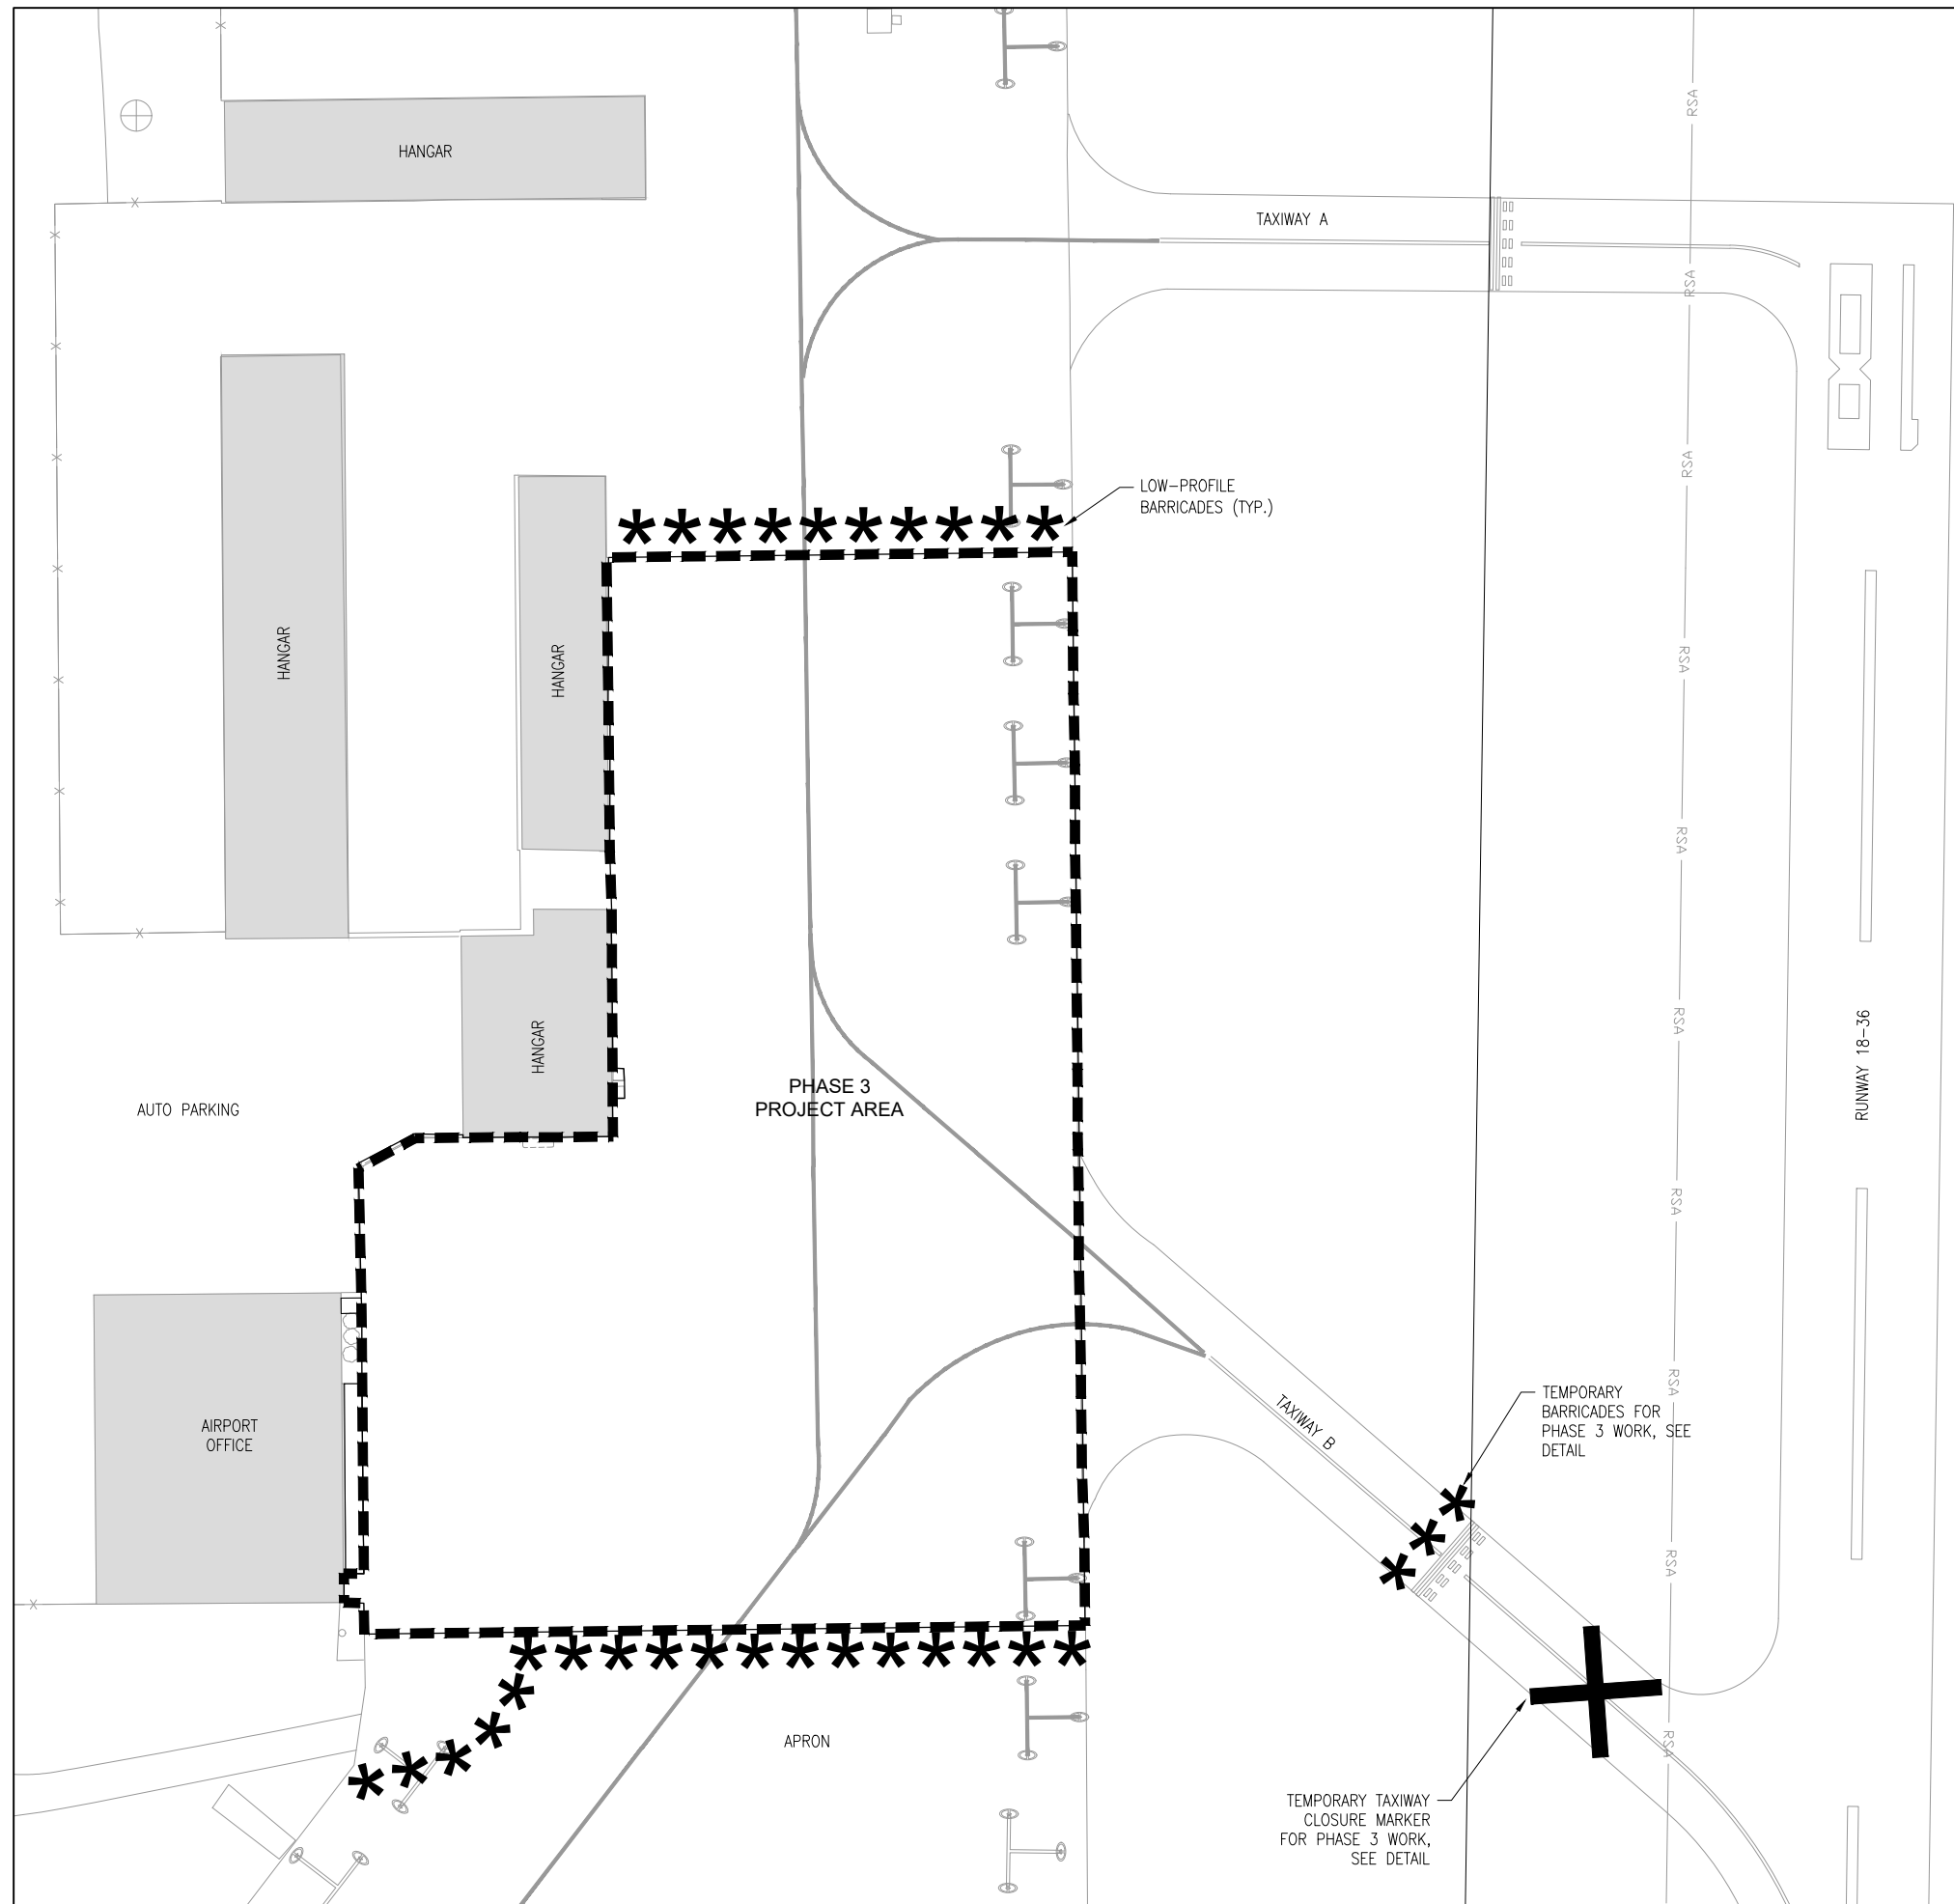 RSA
HANGAR
TAXIWAY A
RSA
RSA
LOW-PROFILE
BARRICADES (TYP.)
HANGAR
HANGAR
RSA
RSA
HANGAR
RSA
RUNWAY 18-36
PHASE 3
PROJECT AREA
AUTO PARKING
RSA
RSA
TEMPORARY
BARRICADES FOR
PHASE 3 WORK, SEE
DETAIL
TAXIWAY B
AIRPORT
OFFICE
RSA
RSA
APRON
TEMPORARY TAXIWAY
CLOSURE MARKER
FOR PHASE 3 WORK,
SEE DETAIL